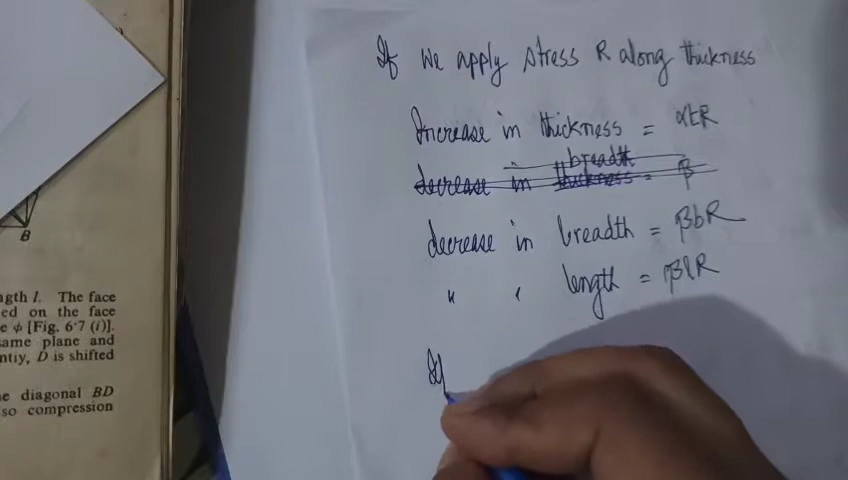 If we apply stress R along thickness
Increase in thickness = αtR
breadth
decrease in thickness = β
decrease in breadth = βbR
" " length = βlR
If
B
gth l. The face
ed on the face
e φ [Fig. 6·7 (i)].
ame plane and
ntly, D is shifted
e diagonal BD
so compression